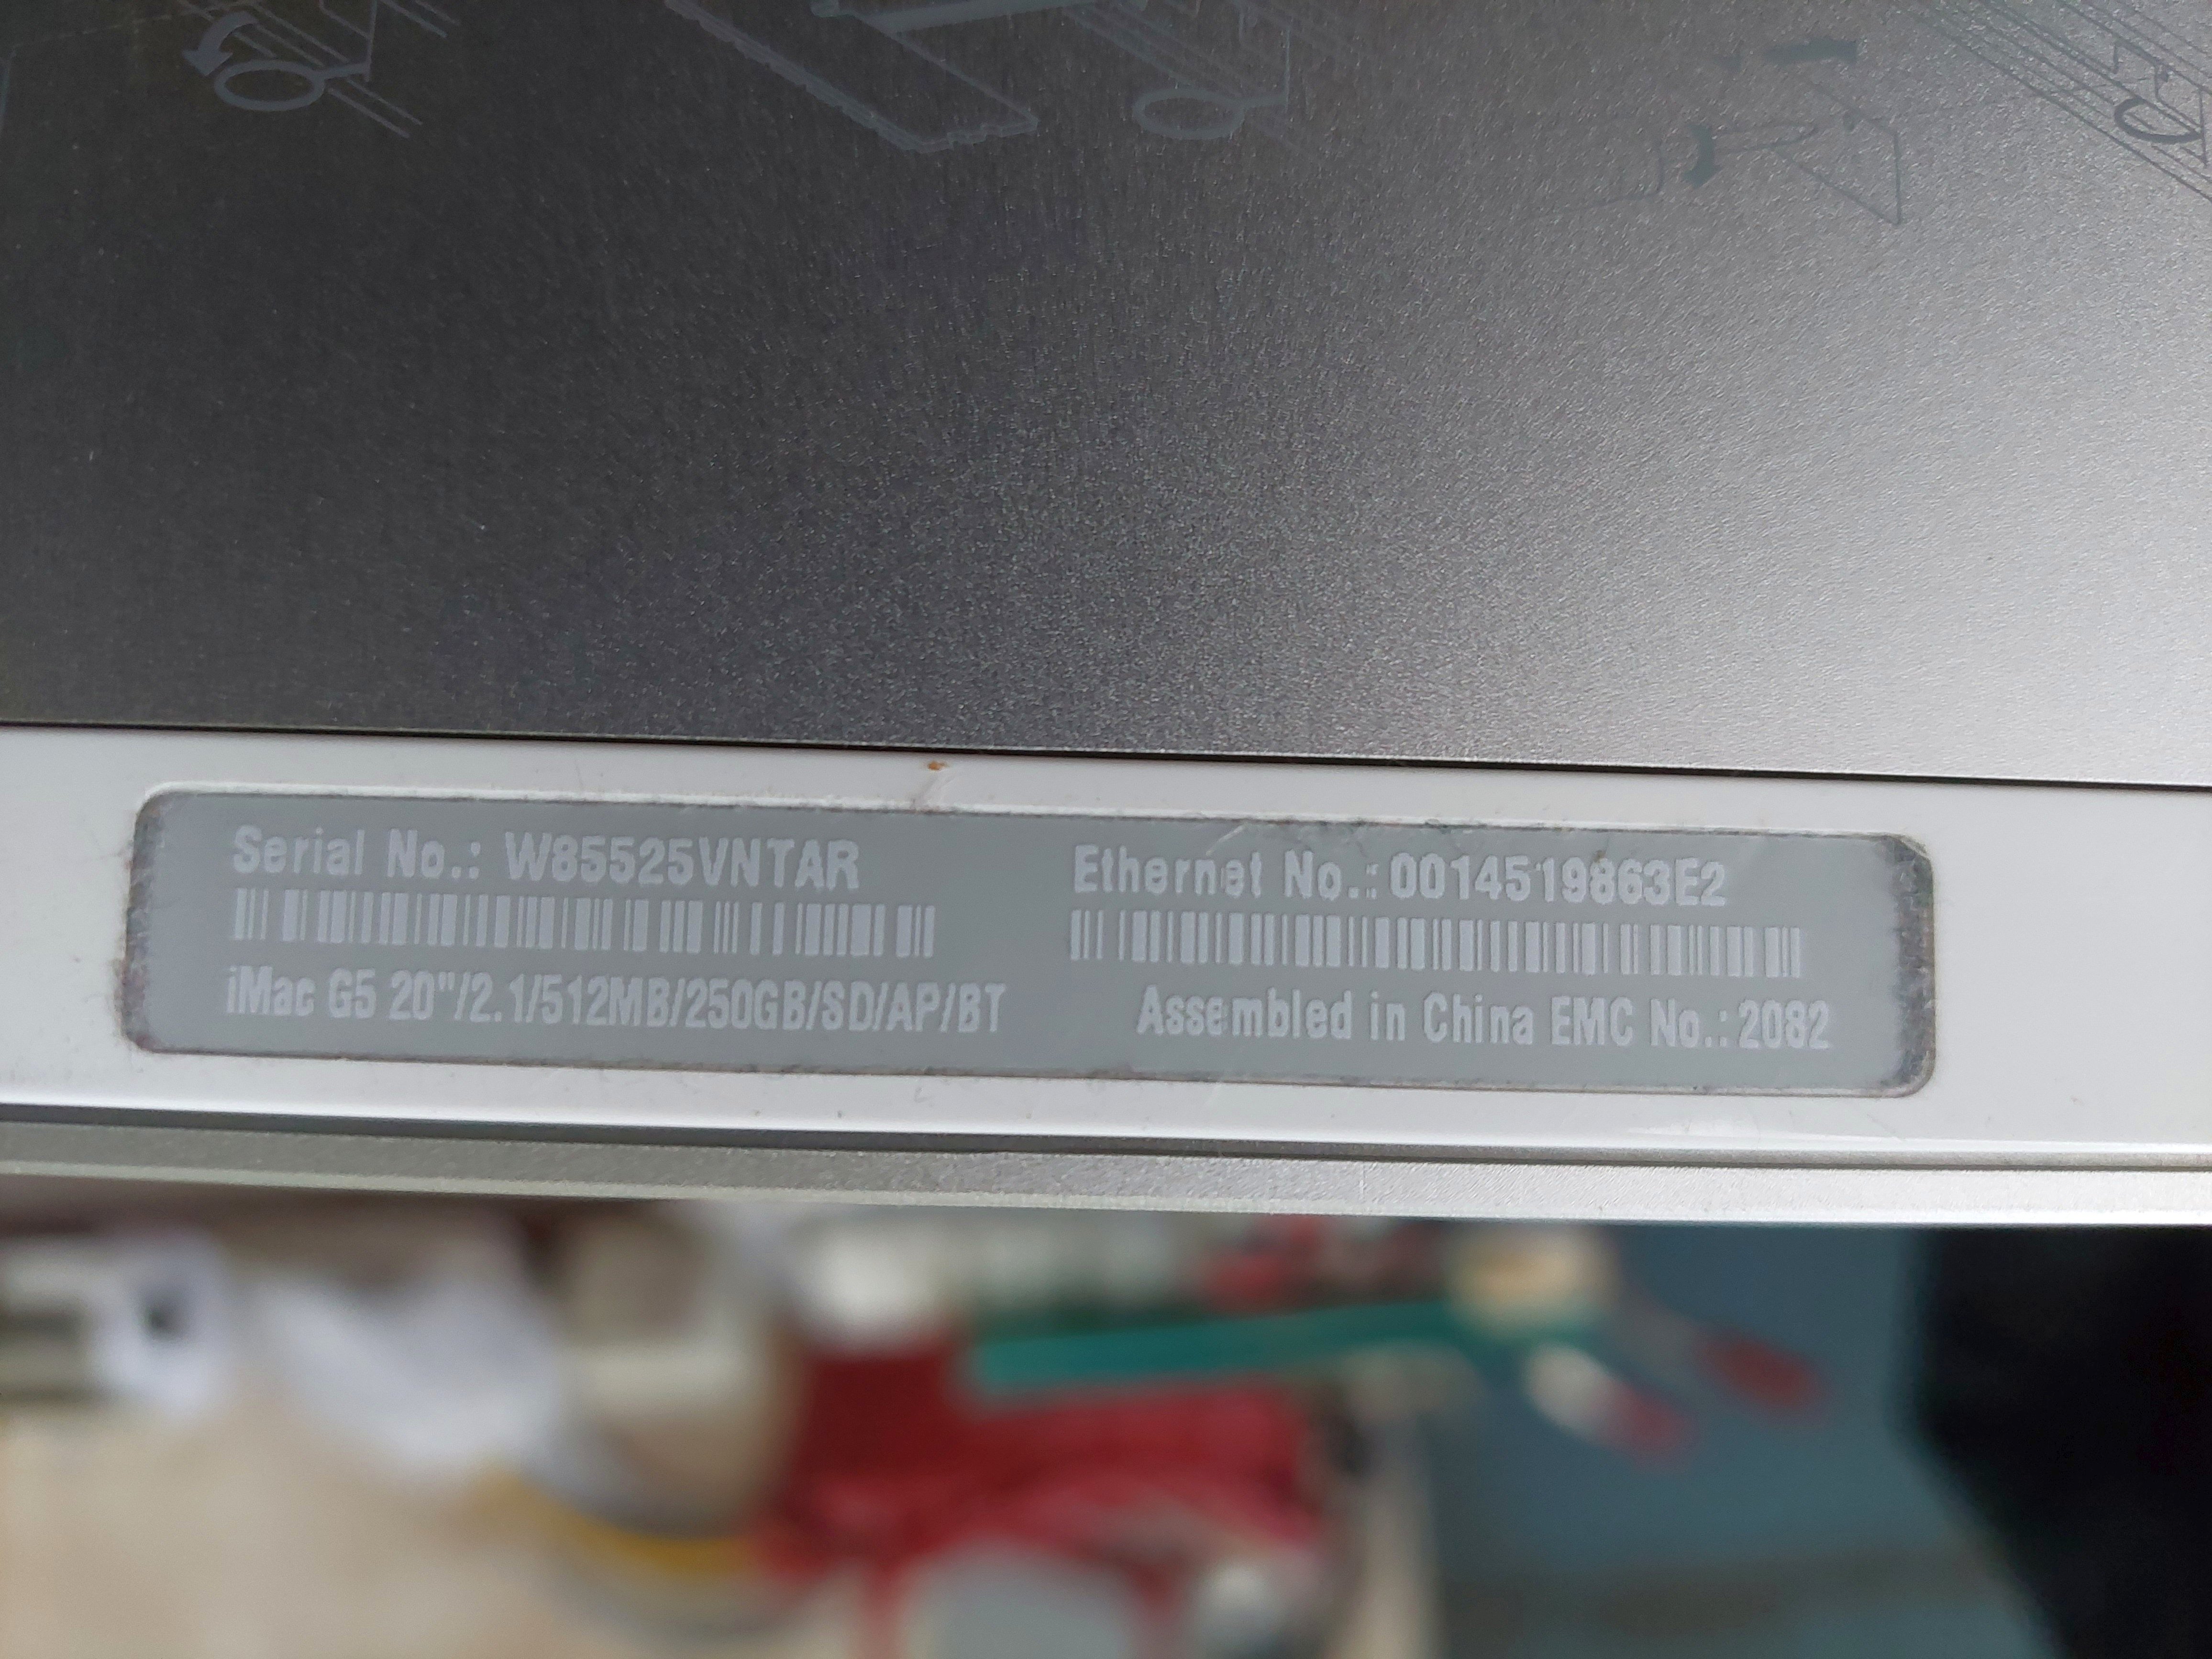 Serial No.: W85525VNTAR
Ethernet No.: 0014519863E2
iMac G5 20"/2.1/512MB/250GB/SD/AP/BT
Assembled in China EMC No.: 2082